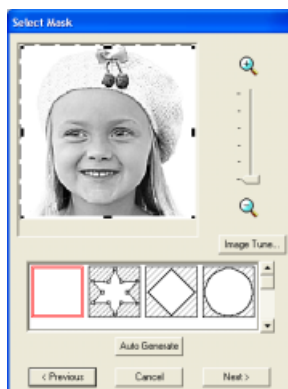 Select Mask
Image Tune...
Auto Generate
< Previous
Cancel
Next >